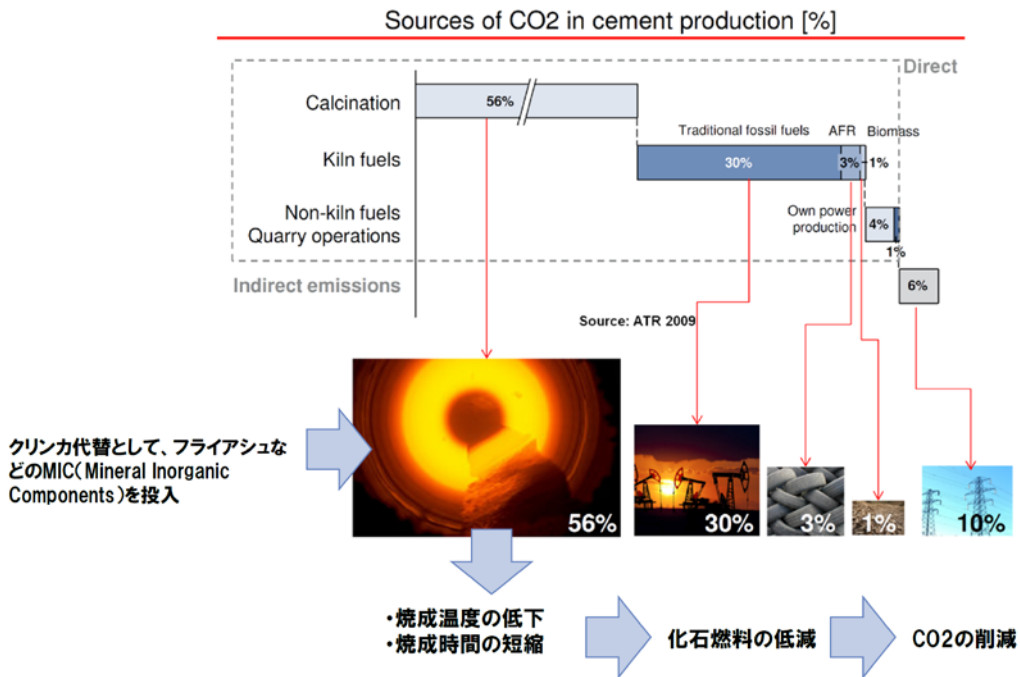 Sources of CO2 in cement production [%]
Direct
Calcination
56%
Traditional fossil fuels
AFR
Biomass
Kiln fuels
30%
3%
1%
Non-kiln fuels
Quarry operations
Own power
production
4%
1%
Indirect emissions
6%
Source: ATR 2009
クリンカ代替として、フライアシュな
どのMIC(Mineral Inorganic
Components)を投入
56%
30%
3%
1%
10%
・焼成温度の低下
・焼成時間の短縮
化石燃料の低減
CO2の削減